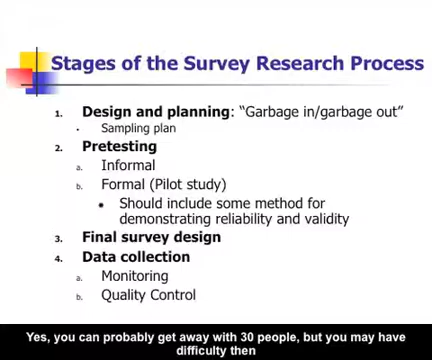 Stages of the Survey Research Process
1. Design and planning: “Garbage in/garbage out”
• Sampling plan
2. Pretesting
a. Informal
b. Formal (Pilot study)
• Should include some method for
demonstrating reliability and validity
3. Final survey design
4. Data collection
a. Monitoring
b. Quality Control
Yes, you can probably get away with 30 people, but you may have
difficulty then